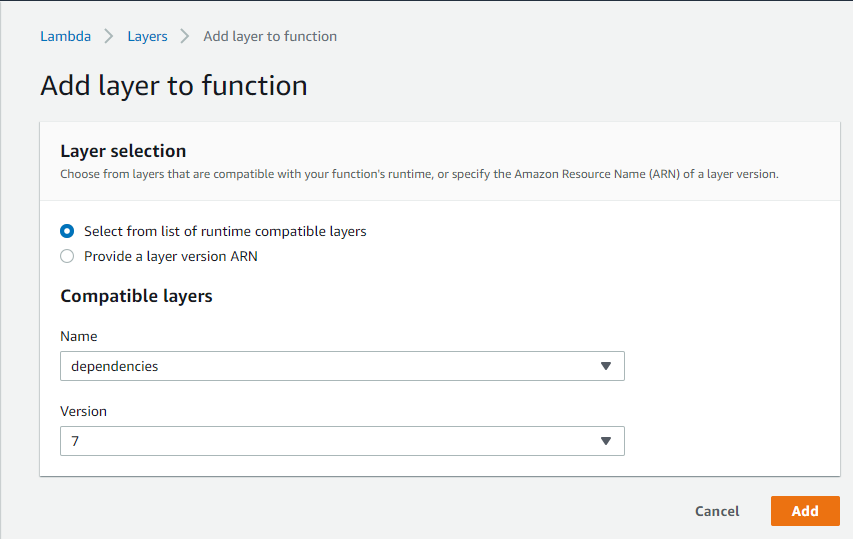 Lambda > Layers > Add layer to function
Add layer to function
Layer selection
Choose from layers that are compatible with your function's runtime, or specify the Amazon Resource Name (ARN) of a layer version.
Select from list of runtime compatible layers
Provide a layer version ARN
Compatible layers
Name
dependencies
Version
7
Cancel Add